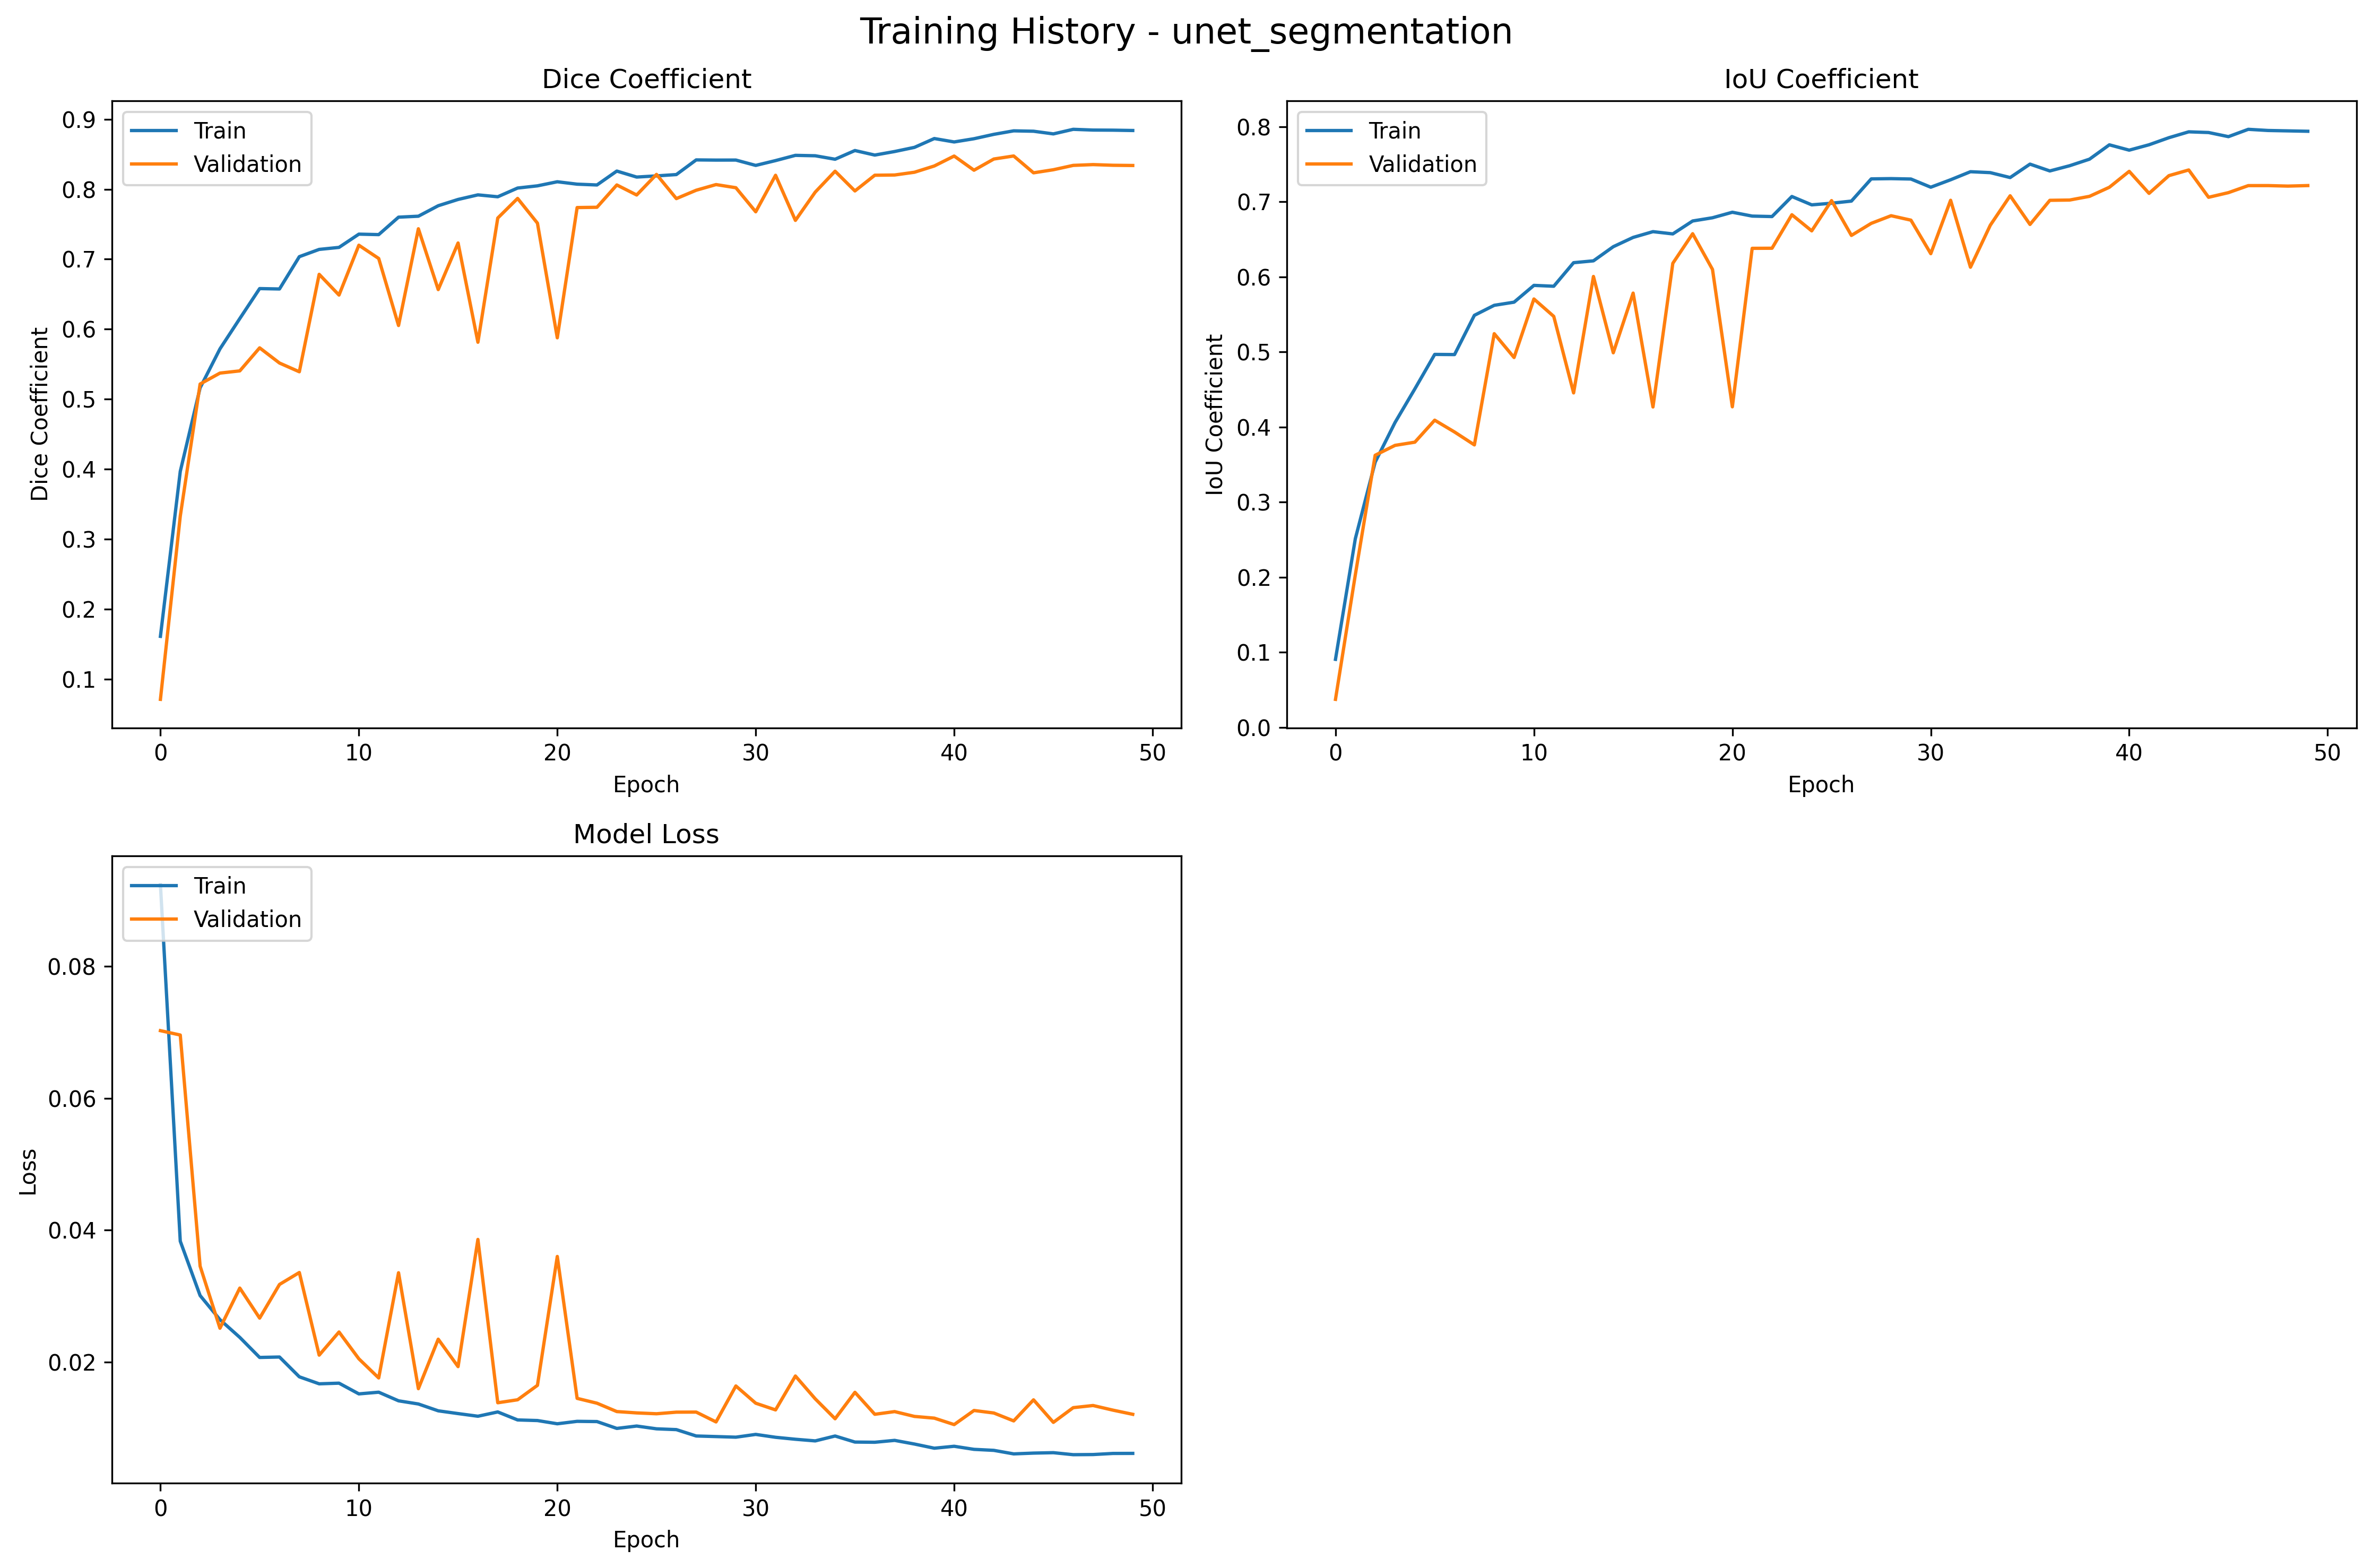 Training History - unet_segmentation
Dice Coefficient
Train
Validation
0.9
0.8
0.7
0.6
0.5
0.4
0.3
0.2
0.1
Dice Coefficient
0 10 20 30 40 50
Epoch
IoU Coefficient
Train
Validation
0.8
0.7
0.6
0.5
0.4
0.3
0.2
0.1
0.0
IoU Coefficient
0 10 20 30 40 50
Epoch
Model Loss
Train
Validation
0.08
0.06
0.04
0.02
Loss
0 10 20 30 40 50
Epoch